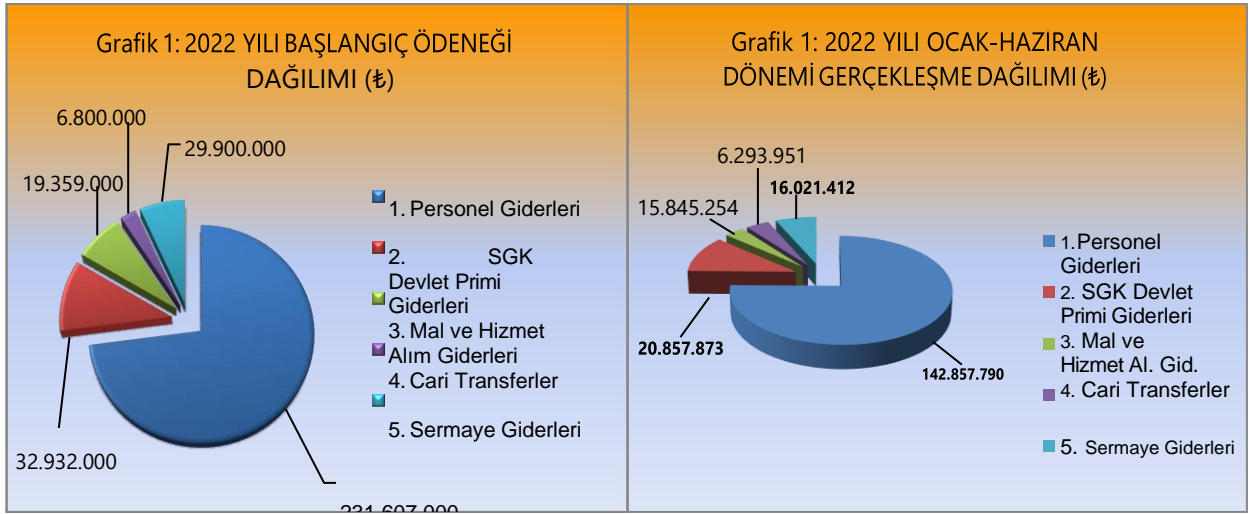 Grafik 1: 2022 YILI BAŞLANGIÇ ÖDENEĞİ
DAĞILIMI (₺)
6.800.000
29.900.000
19.359.000
32.932.000
231.607.000
1. Personel Giderleri
2. SGK
Devlet Primi
Giderleri
3. Mal ve Hizmet
Alım Giderleri
4. Cari Transferler
5. Sermaye Giderleri
Grafik 1: 2022 YILI OCAK-HAZİRAN
DÖNEMİ GERÇEKLEŞME DAĞILIMI (₺)
6.293.951
16.021.412
15.845.254
20.857.873
142.857.790
1.Personel
Giderleri
2. SGK Devlet
Primi Giderleri
3. Mal ve
Hizmet Al. Gid.
4. Cari Transferler
5. Sermaye Giderleri